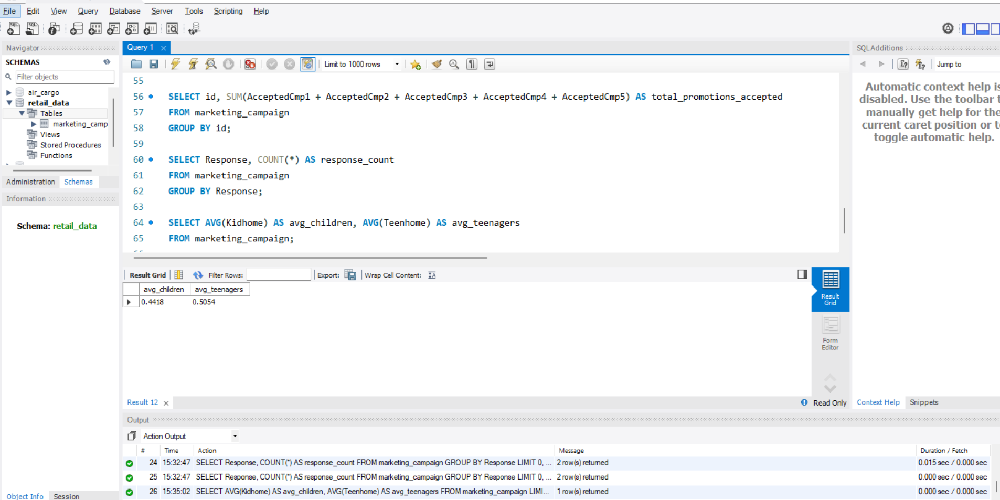 File Edit View Query Database Server Tools Scripting Help
Navigator
SCHEMAS
Filter objects
air_cargo
retail_data
Tables
marketing_camp
Views
Stored Procedures
Functions
Administration Schemas
Information
Schema: retail_data
Object Info Session
Query 1
Limit to 1000 rows
55
56 SELECT id, SUM(AcceptedCmp1 + AcceptedCmp2 + AcceptedCmp3 + AcceptedCmp4 + AcceptedCmp5) AS total_promotions_accepted
57 FROM marketing_campaign
58 GROUP BY id;
59
60 SELECT Response, COUNT(*) AS response_count
61 FROM marketing_campaign
62 GROUP BY Response;
63
64 SELECT AVG(Kidhome) AS avg_children, AVG(Teenhome) AS avg_teenagers
65 FROM marketing_campaign;
Result Grid Filter Rows: Export: Wrap Cell Content:
avg_children avg_teenagers
0.4418 0.5054
Result
Grid
Form
Editor
Result 12
Read Only
SQLAdditions
Jump to
Automatic context help is
disabled. Use the toolbar t
manually get help for the
current caret position or t
toggle automatic help.
Context Help Snippets
Output
Action Output
# Time Action Message Duration / Fetch
24 15:32:47 SELECT Response, COUNT(*) AS response_count FROM marketing_campaign GROUP BY Response LIMIT 0, ... 2 row(s) returned 0.015 sec / 0.000 sec
25 15:32:47 SELECT Response, COUNT(*) AS response_count FROM marketing_campaign GROUP BY Response LIMIT 0, ... 2 row(s) returned 0.000 sec / 0.000 sec
26 15:35:02 SELECT AVG(Kidhome) AS avg_children, AVG(Teenhome) AS avg_teenagers FROM marketing_campaign LIMI... 1 row(s) returned 0.000 sec / 0.000 sec